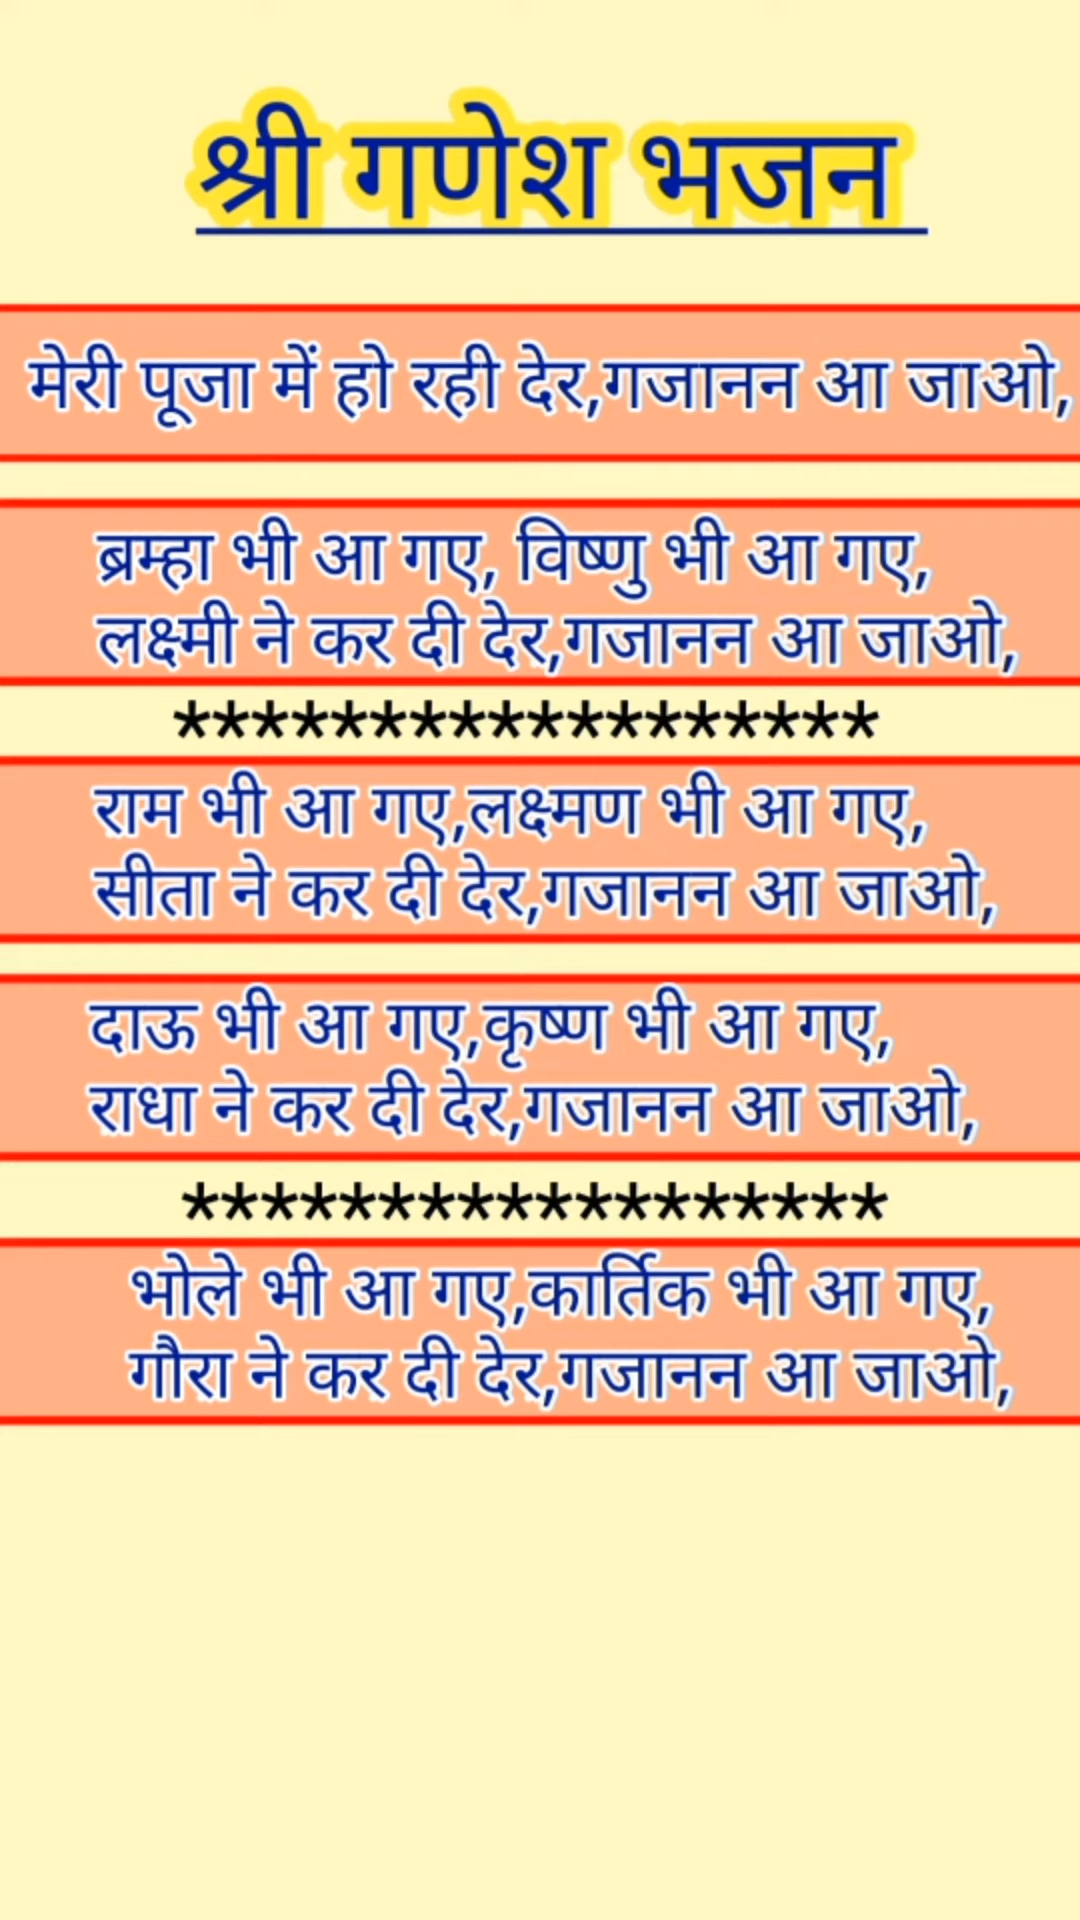 श्री गणेश भजन
मेरी पूजा में हो रही देर,गजानन आ जाओ,
ब्रम्हा भी आ गए, विष्णु भी आ गए,
लक्ष्मी ने कर दी देर,गजानन आ जाओ,
******************
राम भी आ गए,लक्ष्मण भी आ गए,
सीता ने कर दी देर,गजानन आ जाओ,
दाऊ भी आ गए,कृष्ण भी आ गए,
राधा ने कर दी देर,गजानन आ जाओ,
******************
भोले भी आ गए,कार्तिक भी आ गए,
गौरा ने कर दी देर,गजानन आ जाओ,